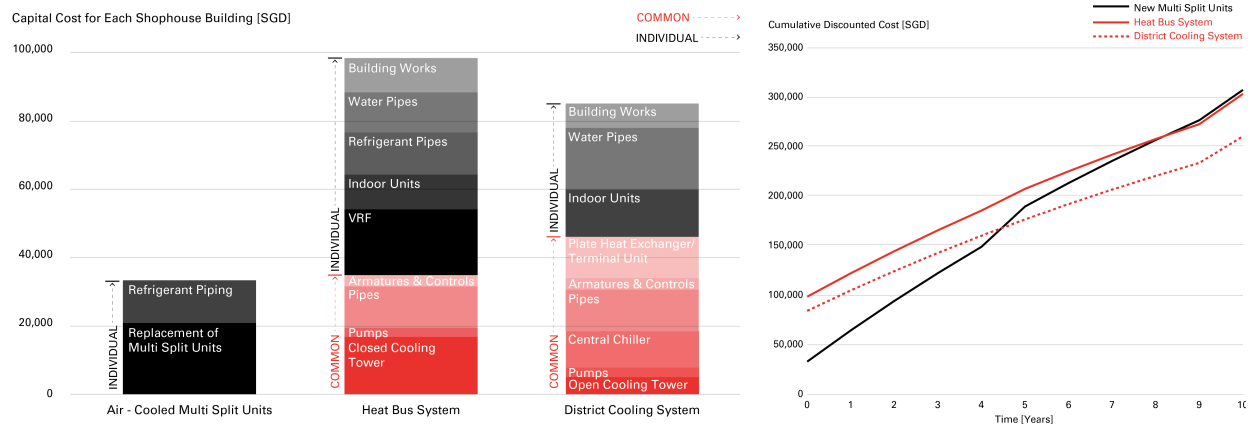 Capital Cost for Each Shophouse Building [SGD]
COMMON
INDIVIDUAL
100,000
80,000
60,000
40,000
20,000
0
INDIVIDUAL
Refrigerant Piping
Replacement of
Multi Split Units
Air - Cooled Multi Split Units
INDIVIDUAL
COMMON
Building Works
Water Pipes
Refrigerant Pipes
Indoor Units
VRF
Armatures & Controls
Pipes
Pumps
Closed Cooling
Tower
Heat Bus System
INDIVIDUAL
COMMON
Building Works
Water Pipes
Indoor Units
Plate Heat Exchanger/
Terminal Unit
Armatures & Controls
Pipes
Central Chiller
Pumps
Open Cooling Tower
District Cooling System
New Multi Split Units
Heat Bus System
District Cooling System
Cumulative Discounted Cost [SGD]
350,000
300,000
250,000
200,000
150,000
100,000
50,000
0
0 1 2 3 4 5 6 7 8 9 10
Time [Years]